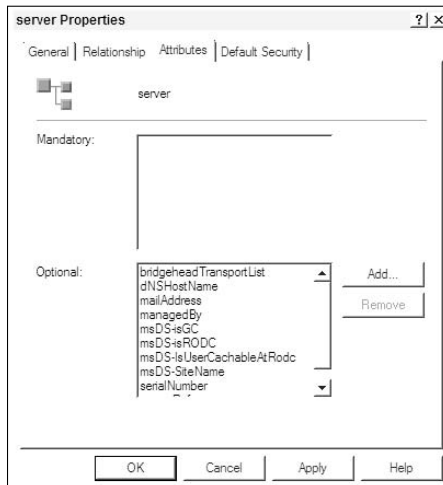 server Properties
? ×
General Relationship Attributes Default Security
server
Mandatory:
Optional:
bridgeheadTransportList
dNSHostName
mailAddress
managedBy
msDS-isGC
msDS-isRODC
msDS-IsUserCachableAtRodc
msDS-SiteName
serialNumber
Add...
Remove
OK Cancel Apply Help